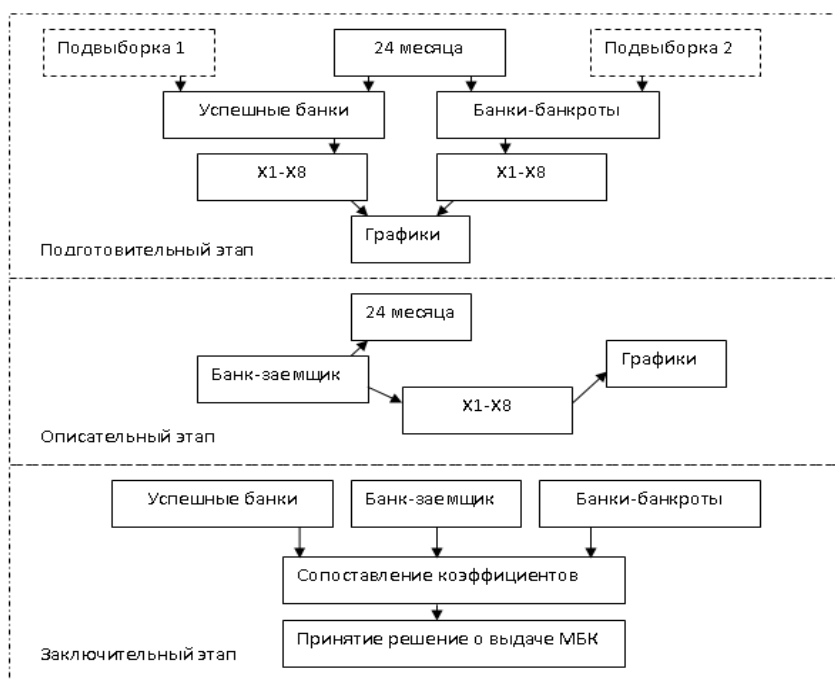 Подвыборка 1
24 месяца
Подвыборка 2
Успешные банки
Банки-банкроты
X1-X8
X1-X8
Графики
Подготовительный этап
24 месяца
Банк-заемщик
Графики
X1-X8
Описательный этап
Успешные банки
Банк-заемщик
Банки-банкроты
Сопоставление коэффициентов
Принятие решение о выдаче МБК
Заключительный этап